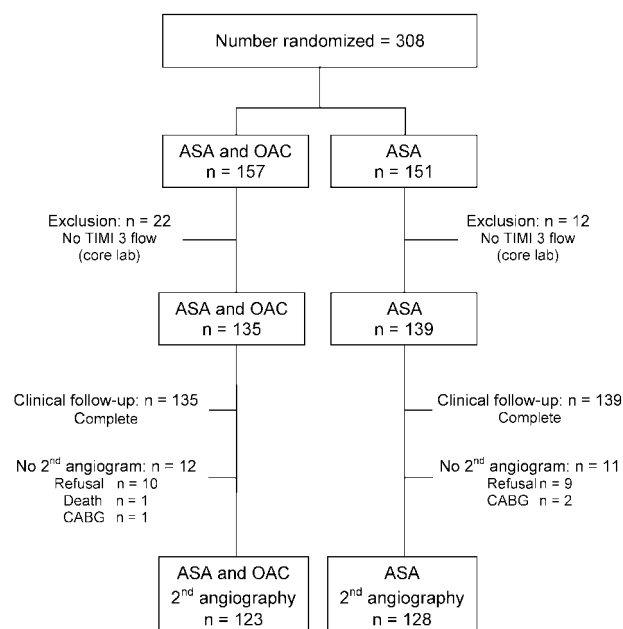 Number randomized = 308
ASA and OAC
n = 157
ASA
n = 151
Exclusion: n = 22
No TIMI 3 flow
(core lab)
Exclusion: n = 12
No TIMI 3 flow
(core lab)
ASA and OAC
n = 135
ASA
n = 139
Clinical follow-up: n = 135
Complete
Clinical follow-up: n = 139
Complete
No 2nd angiogram: n = 12
Refusal n = 10
Death n = 1
CABG n = 1
No 2nd angiogram: n = 11
Refusal n = 9
CABG n = 2
ASA and OAC
2nd angiography
n = 123
ASA
2nd angiography
n = 128